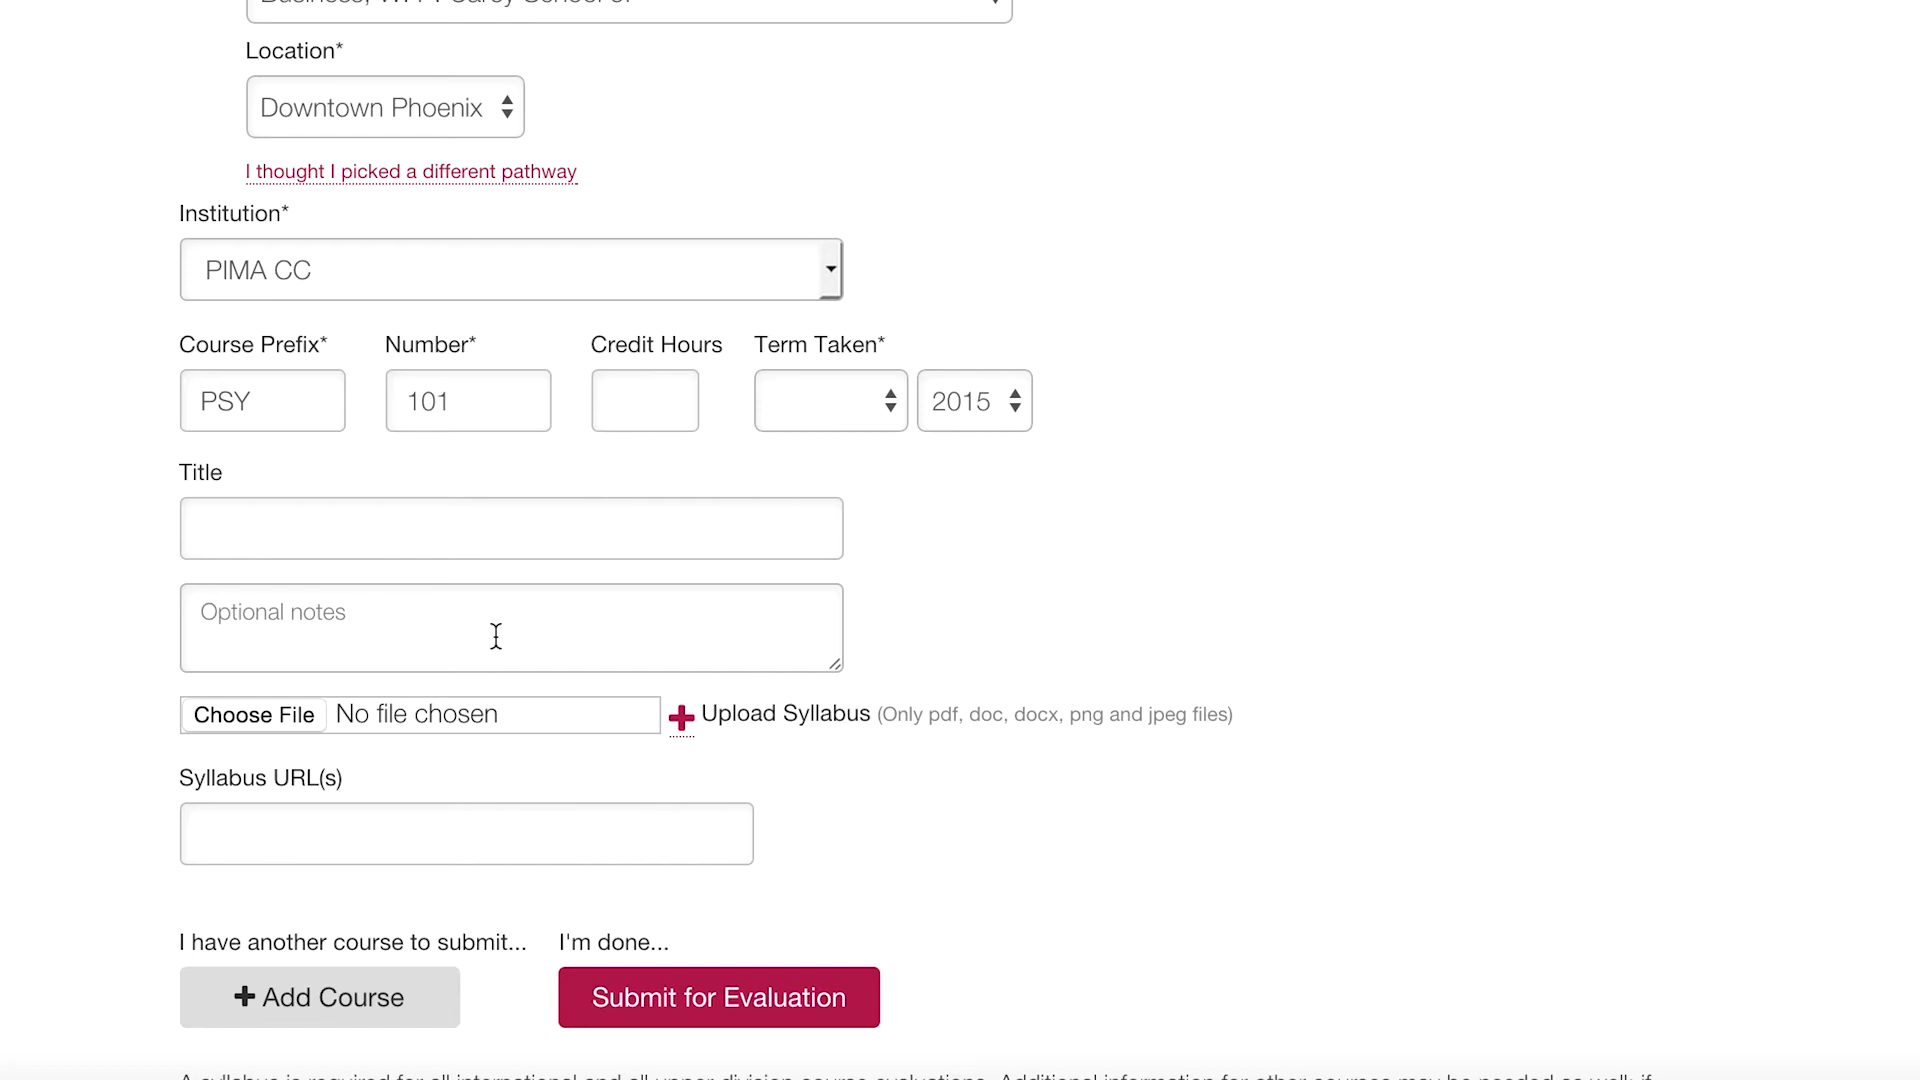 Location*
Downtown Phoenix
I thought I picked a different pathway
Institution*
PIMA CC
Course Prefix* Number* Credit Hours Term Taken*
PSY 101 2015
Title
Optional notes
Choose File No file chosen Upload Syllabus (Only pdf, doc, docx, png and jpeg files)
Syllabus URL(s)
I have another course to submit... I'm done...
Add Course Submit for Evaluation